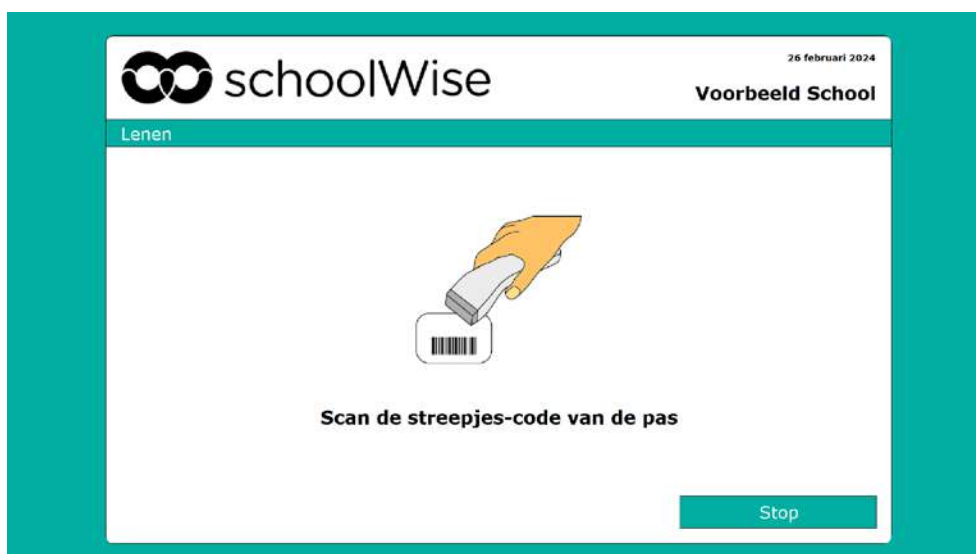 schoolWise
26 februari 2024
Voorbeeld School
Lenen
Scan de streepjes-code van de pas
Stop